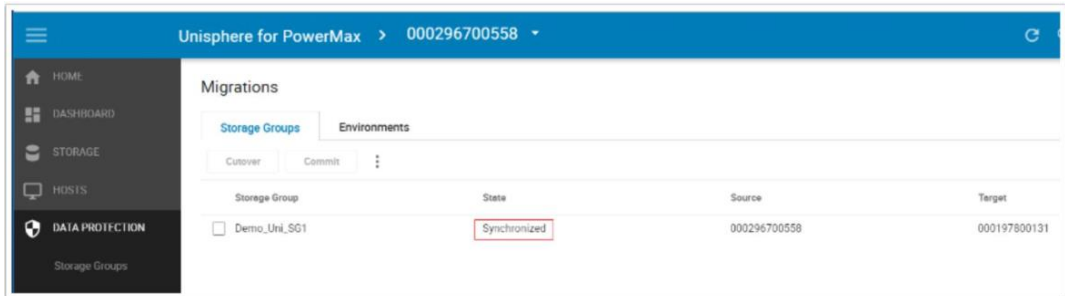 Unisphere for PowerMax > 000296700558
HOME
DASHBOARD
STORAGE
HOSTS
DATA PROTECTION
Storage Groups
Migrations
Storage Groups Environments
Cutover Commit
Storage Group State Source Target
Demo_Uni_SG1 Synchronized 000296700558 000197800131